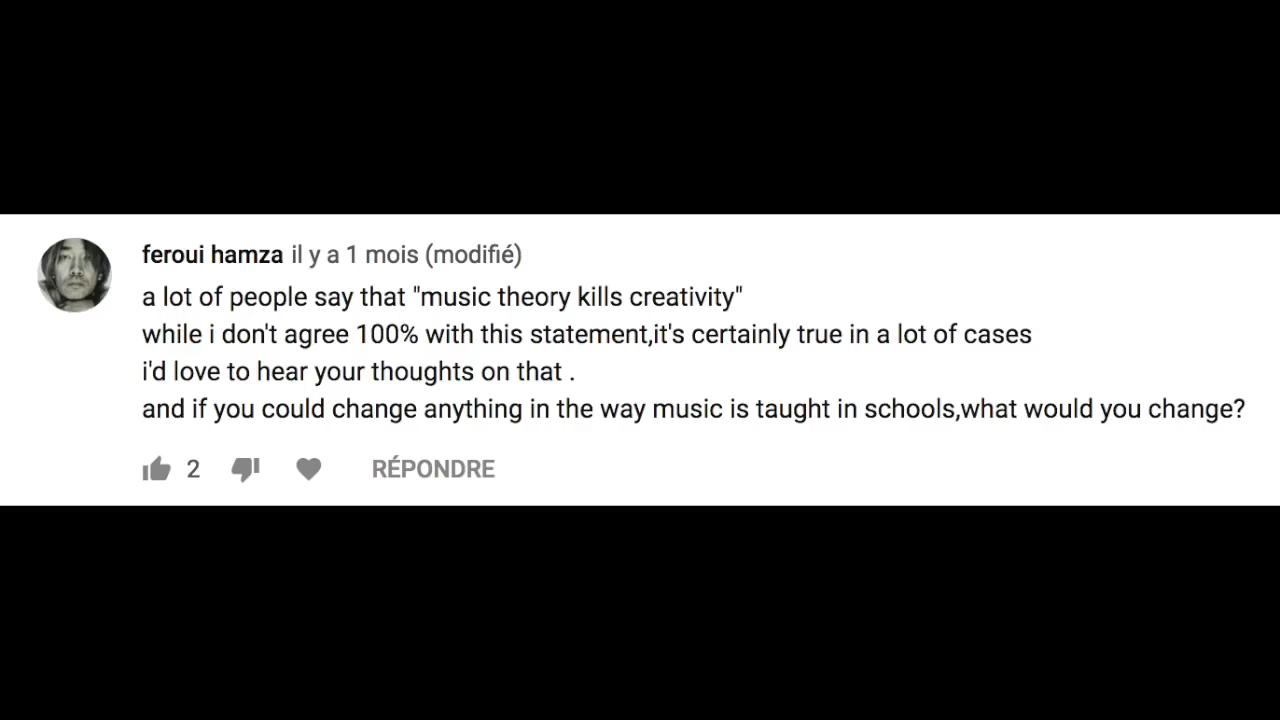 feroui hamza il y a 1 mois (modifié)
a lot of people say that "music theory kills creativity"
while i don't agree 100% with this statement,it's certainly true in a lot of cases
i'd love to hear your thoughts on that .
and if you could change anything in the way music is taught in schools,what would you change?
2 RÉPONDRE